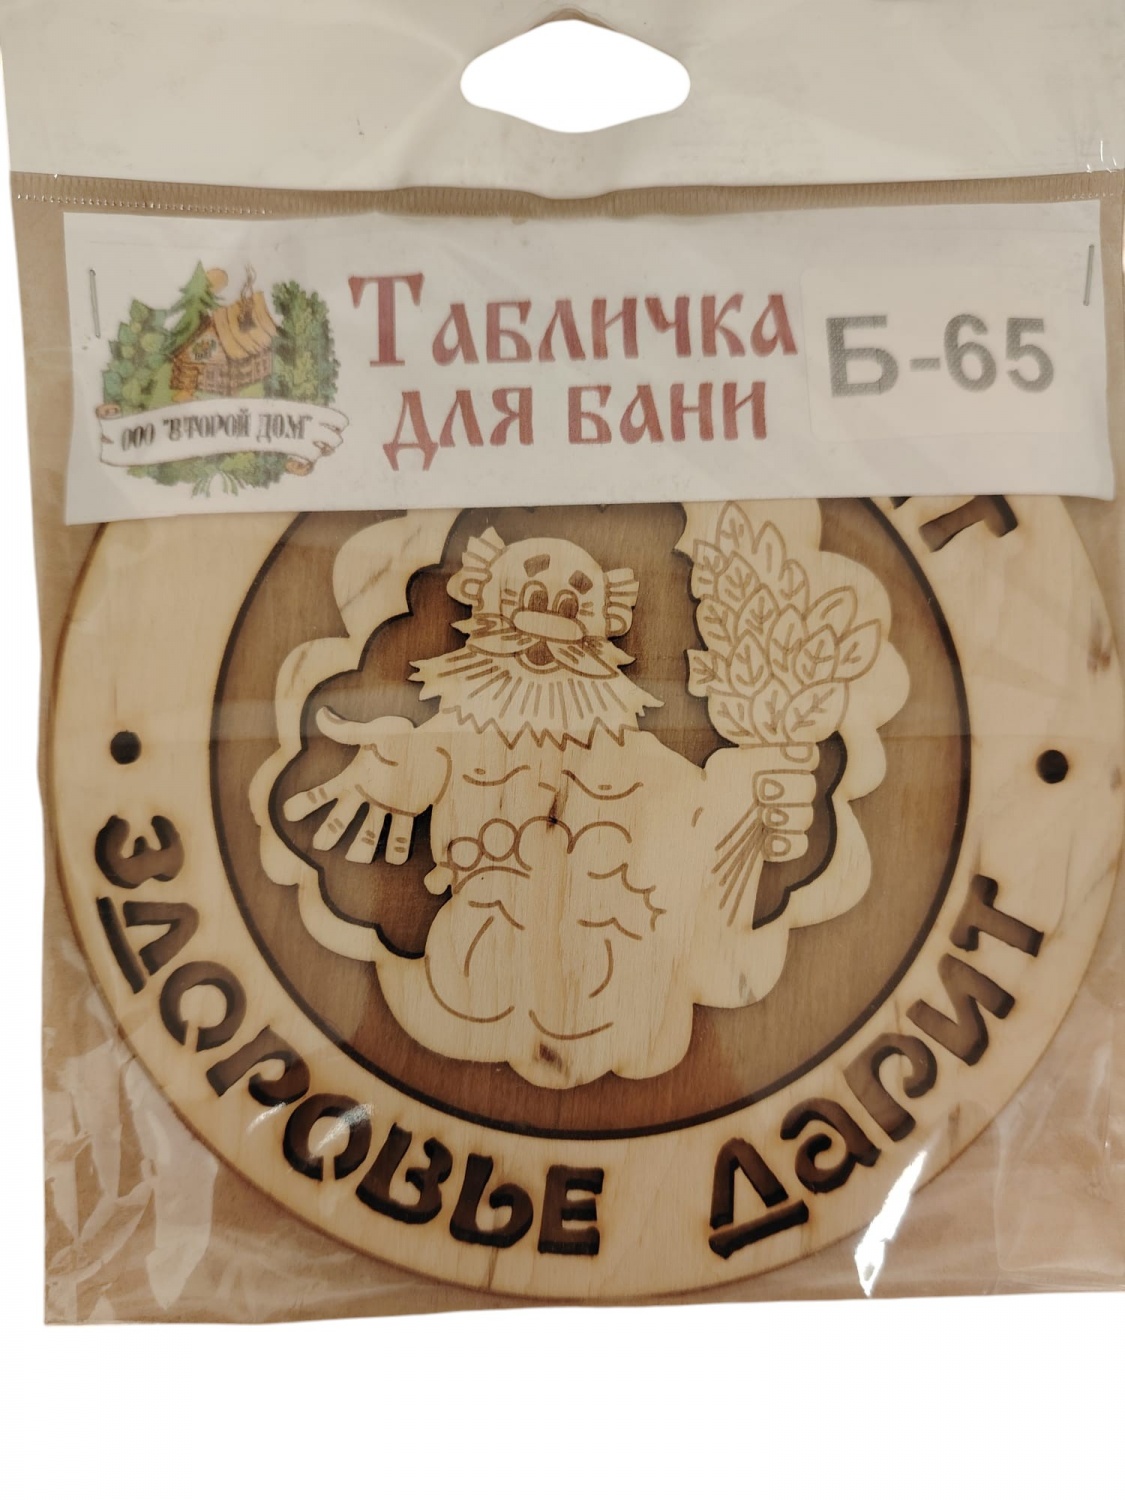 Табличка
для бани
Б-65
ООО "ВТОРОЙ ДОМ"
ЗДОРОВЬЕ ДАРИТ